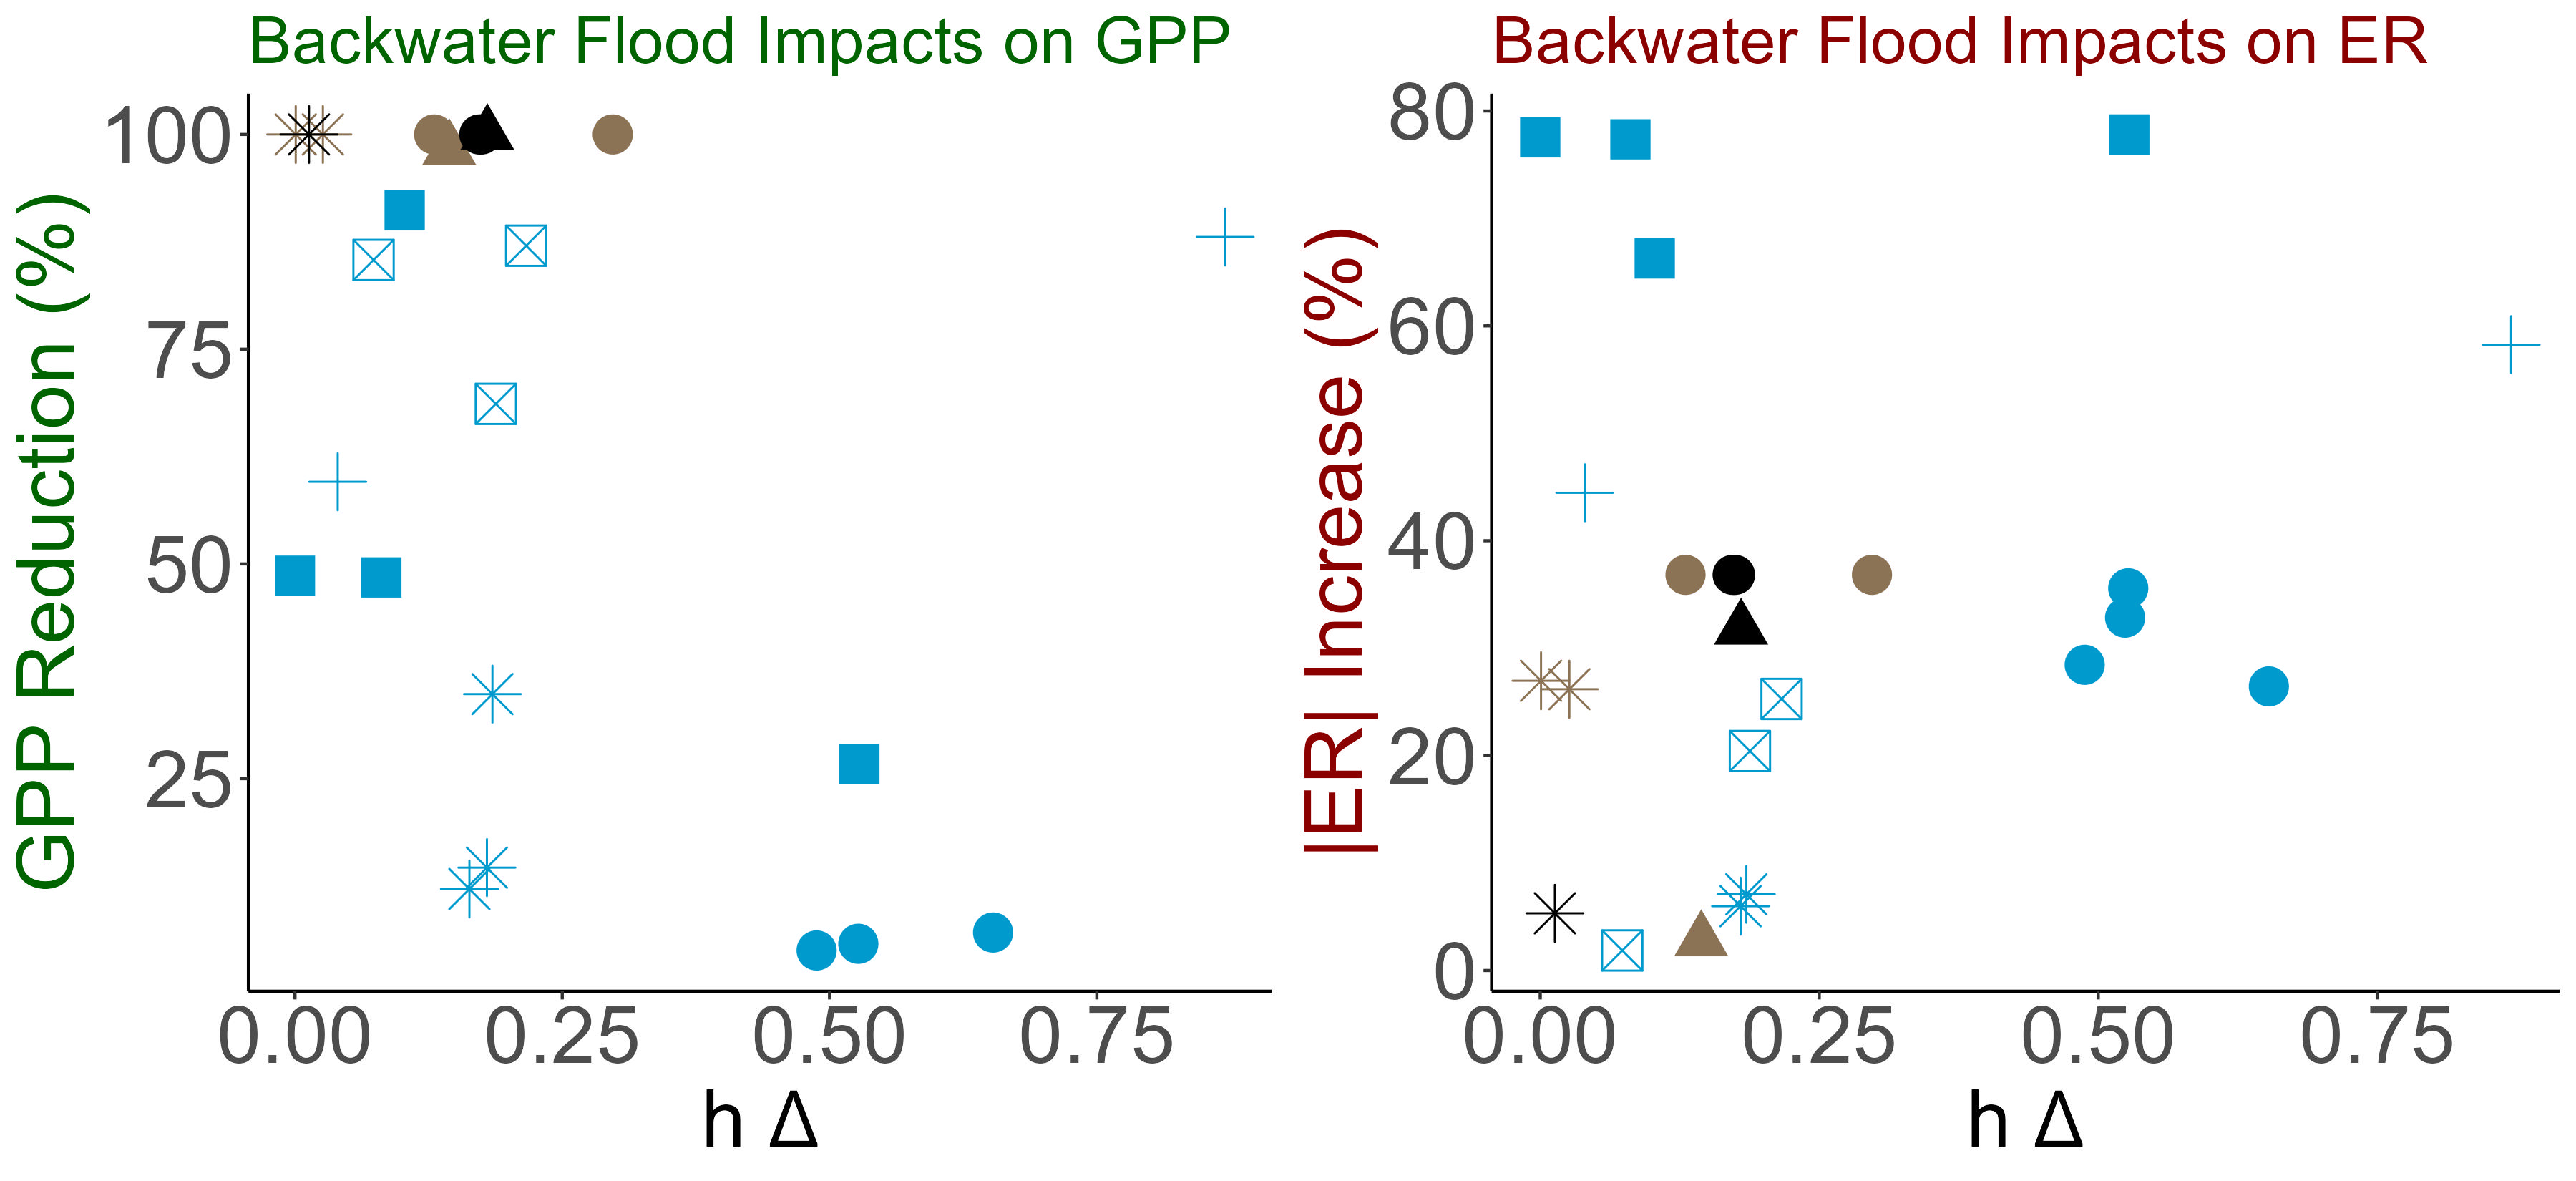 Backwater Flood Impacts on GPP
GPP Reduction (%)
100
75
50
25
0.00 0.25 0.50 0.75
h Δ
Backwater Flood Impacts on ER
|ER| Increase (%)
80
60
40
20
0
0.00 0.25 0.50 0.75
h Δ